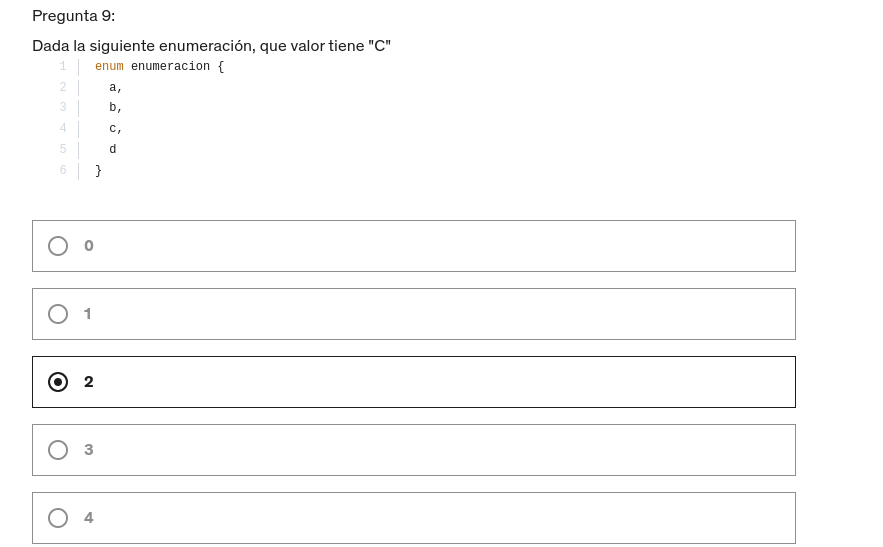 Pregunta 9:
Dada la siguiente enumeración, que valor tiene "C"
1 enum enumeracion {
2 a,
3 b,
4 c,
5 d
6 }
0
1
2
3
4